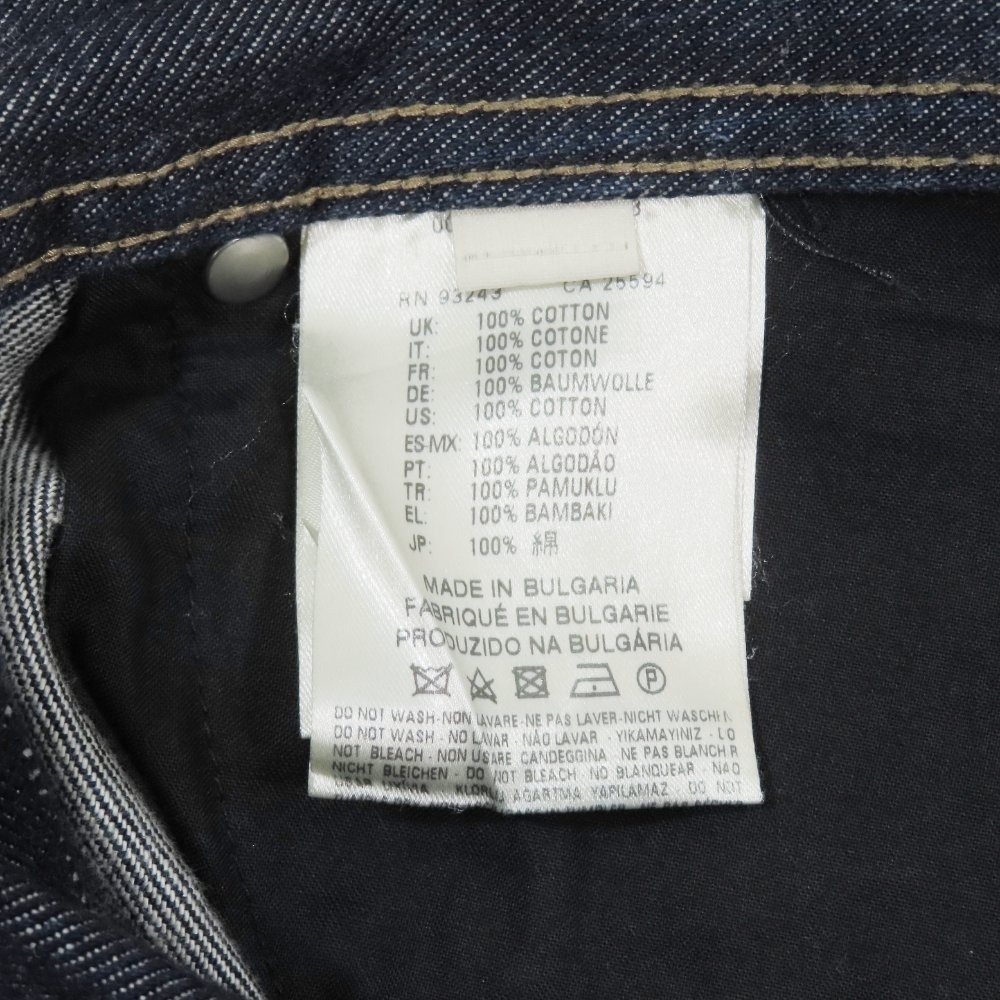 RN 93243 CA 25594
UK: 100% COTTON
IT: 100% COTONE
FR: 100% COTON
DE: 100% BAUMWOLLE
US: 100% COTTON
ES-MX: 100% ALGODÓN
PT: 100% ALGODÃO
TR: 100% PAMUKLU
EL: 100% BAMBAKI
JP: 100% 綿
MADE IN BULGARIA
FABRIQUÉ EN BULGARIE
PRODUZIDO NA BULGÁRIA
P
DO NOT WASH-NON LAVARE-NE PAS LAVER-NICHT WASCHEN
DO NOT WASH - NO LAVAR - NÃO LAVAR - YIKAMAYINIZ - LO
NOT BLEACH - NON USARE CANDEGGINA - NE PAS BLANCHIR
NICHT BLEICHEN - DO NOT BLEACH - NO BLANQUEAR - NÃO
USAR KLORLU AGARTMA YAPILAMAZ - DO NOT